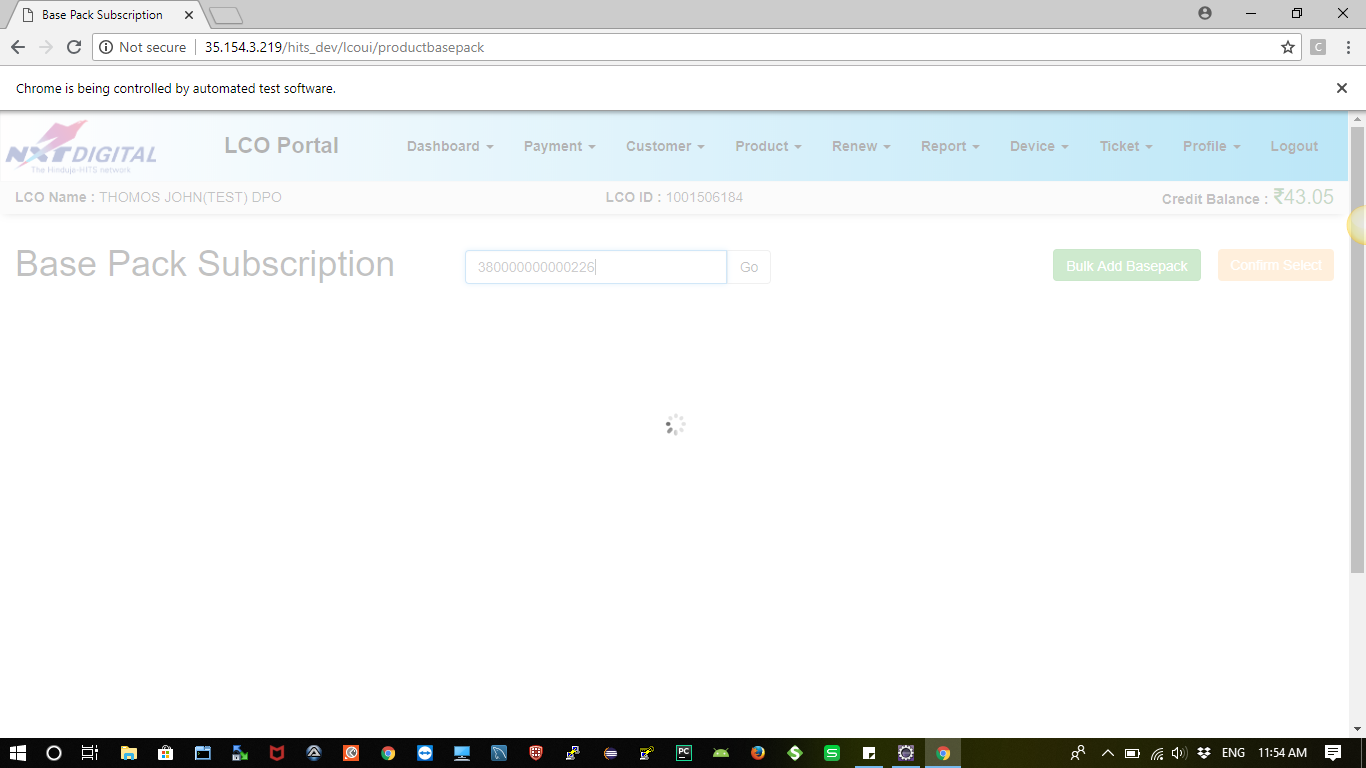 Base Pack Subscription
Not secure 35.154.3.219/hits_dev/lcoui/productbasepack
Chrome is being controlled by automated test software.
NXTDIGITAL
The Hinduja-HITS network
LCO Portal Dashboard Payment Customer Product Renew Report Device Ticket Profile Logout
LCO Name : THOMOS JOHN(TEST) DPO LCO ID : 1001506184 Credit Balance : ₹43.05
Base Pack Subscription 380000000000226 Go Bulk Add Basepack Confirm Select
ENG 11:54 AM